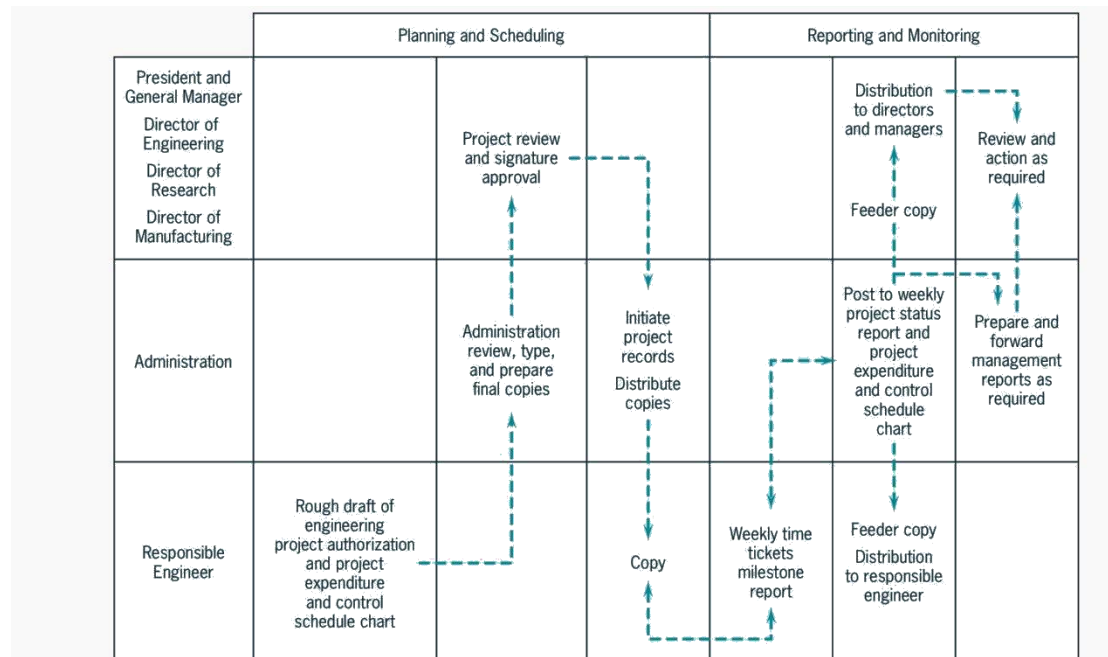 Planning and Scheduling
Reporting and Monitoring
President and
General Manager
Director of
Engineering
Director of
Research
Director of
Manufacturing
Project review
and signature
approval
Distribution
to directors
and managers
Feeder copy
Review and
action as
required
Administration
Administration
review, type,
and prepare
final copies
Initiate
project
records
Distribute
copies
Post to weekly
project status
report and
project
expenditure
and control
schedule
chart
Prepare and
forward
management
reports as
required
Responsible
Engineer
Rough draft of
engineering
project authorization
and project
expenditure
and control
schedule chart
Copy
Weekly time
tickets
milestone
report
Feeder copy
Distribution
to responsible
engineer